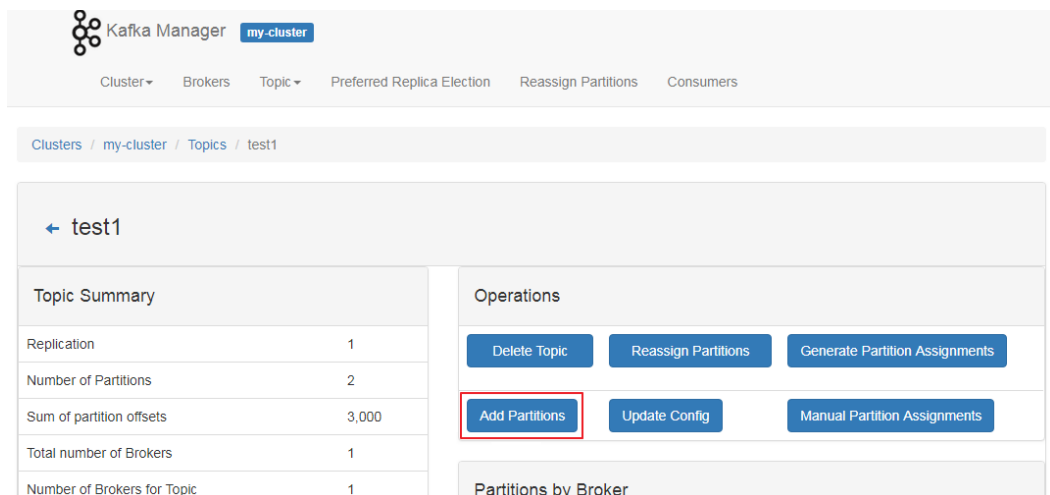 Kafka Manager my-cluster
Cluster Brokers Topic Preferred Replica Election Reassign Partitions Consumers
Clusters / my-cluster / Topics / test1
← test1
Topic Summary
Replication 1
Number of Partitions 2
Sum of partition offsets 3,000
Total number of Brokers 1
Number of Brokers for Topic 1
Operations
Delete Topic Reassign Partitions Generate Partition Assignments
Add Partitions Update Config Manual Partition Assignments
Partitions by Broker